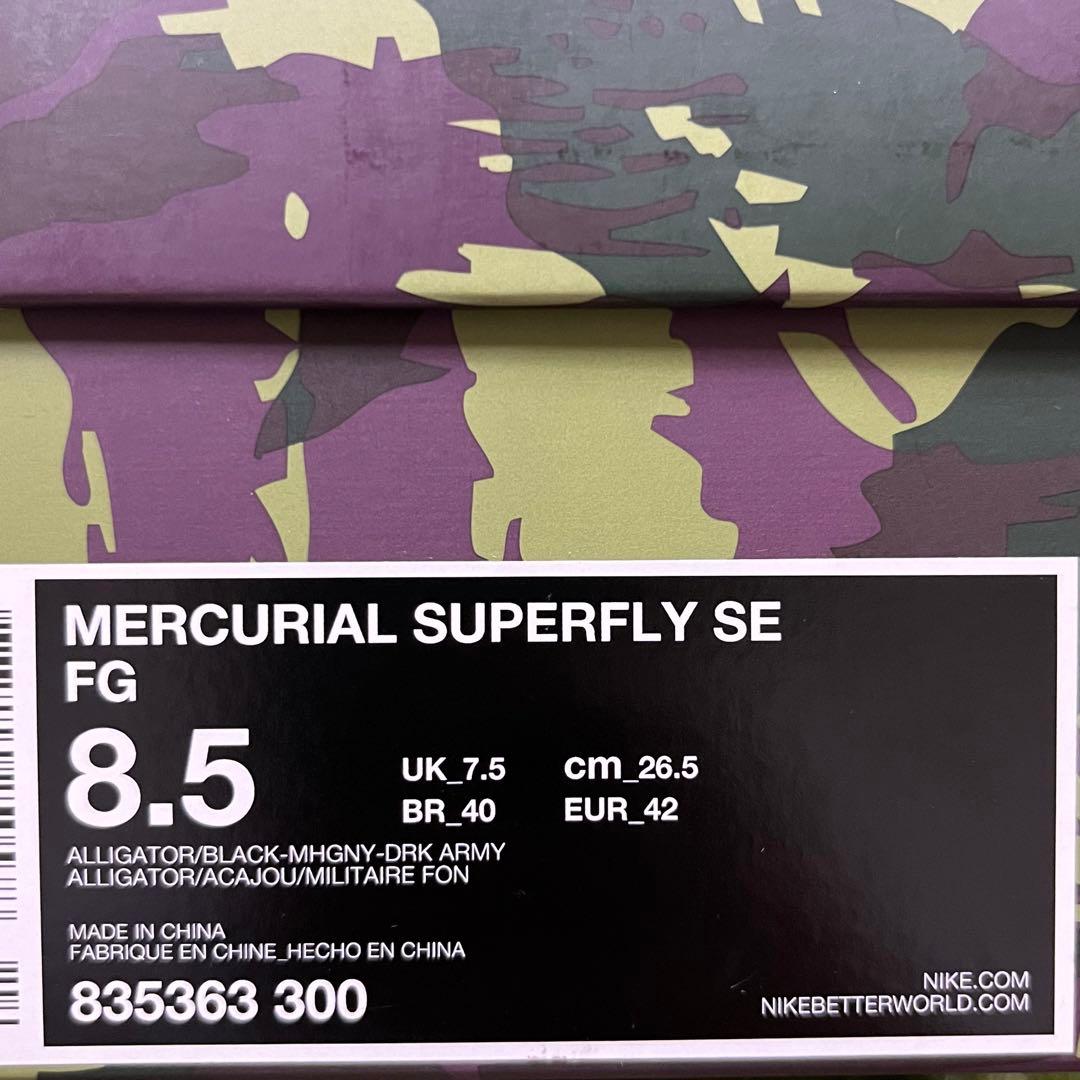 MERCURIAL SUPERFLY SE
FG
8.5
UK_7.5 cm_26.5
BR_40 EUR_42
ALLIGATOR/BLACK-MHGNY-DRK ARMY
ALLIGATOR/ACAJOU/MILITAIRE FON
MADE IN CHINA
FABRIQUE EN CHINE_HECHO EN CHINA
835363 300
NIKE.COM
NIKEBETTERWORLD.COM